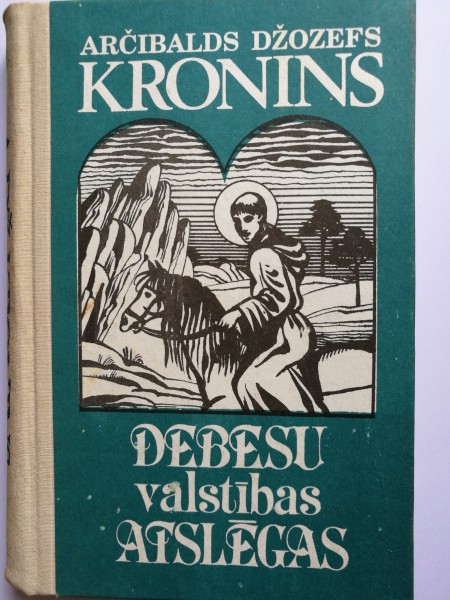 ARČIBALDS DŽOZEFS
KRONINS
DEBESU
valstības
ATSLĒGAS